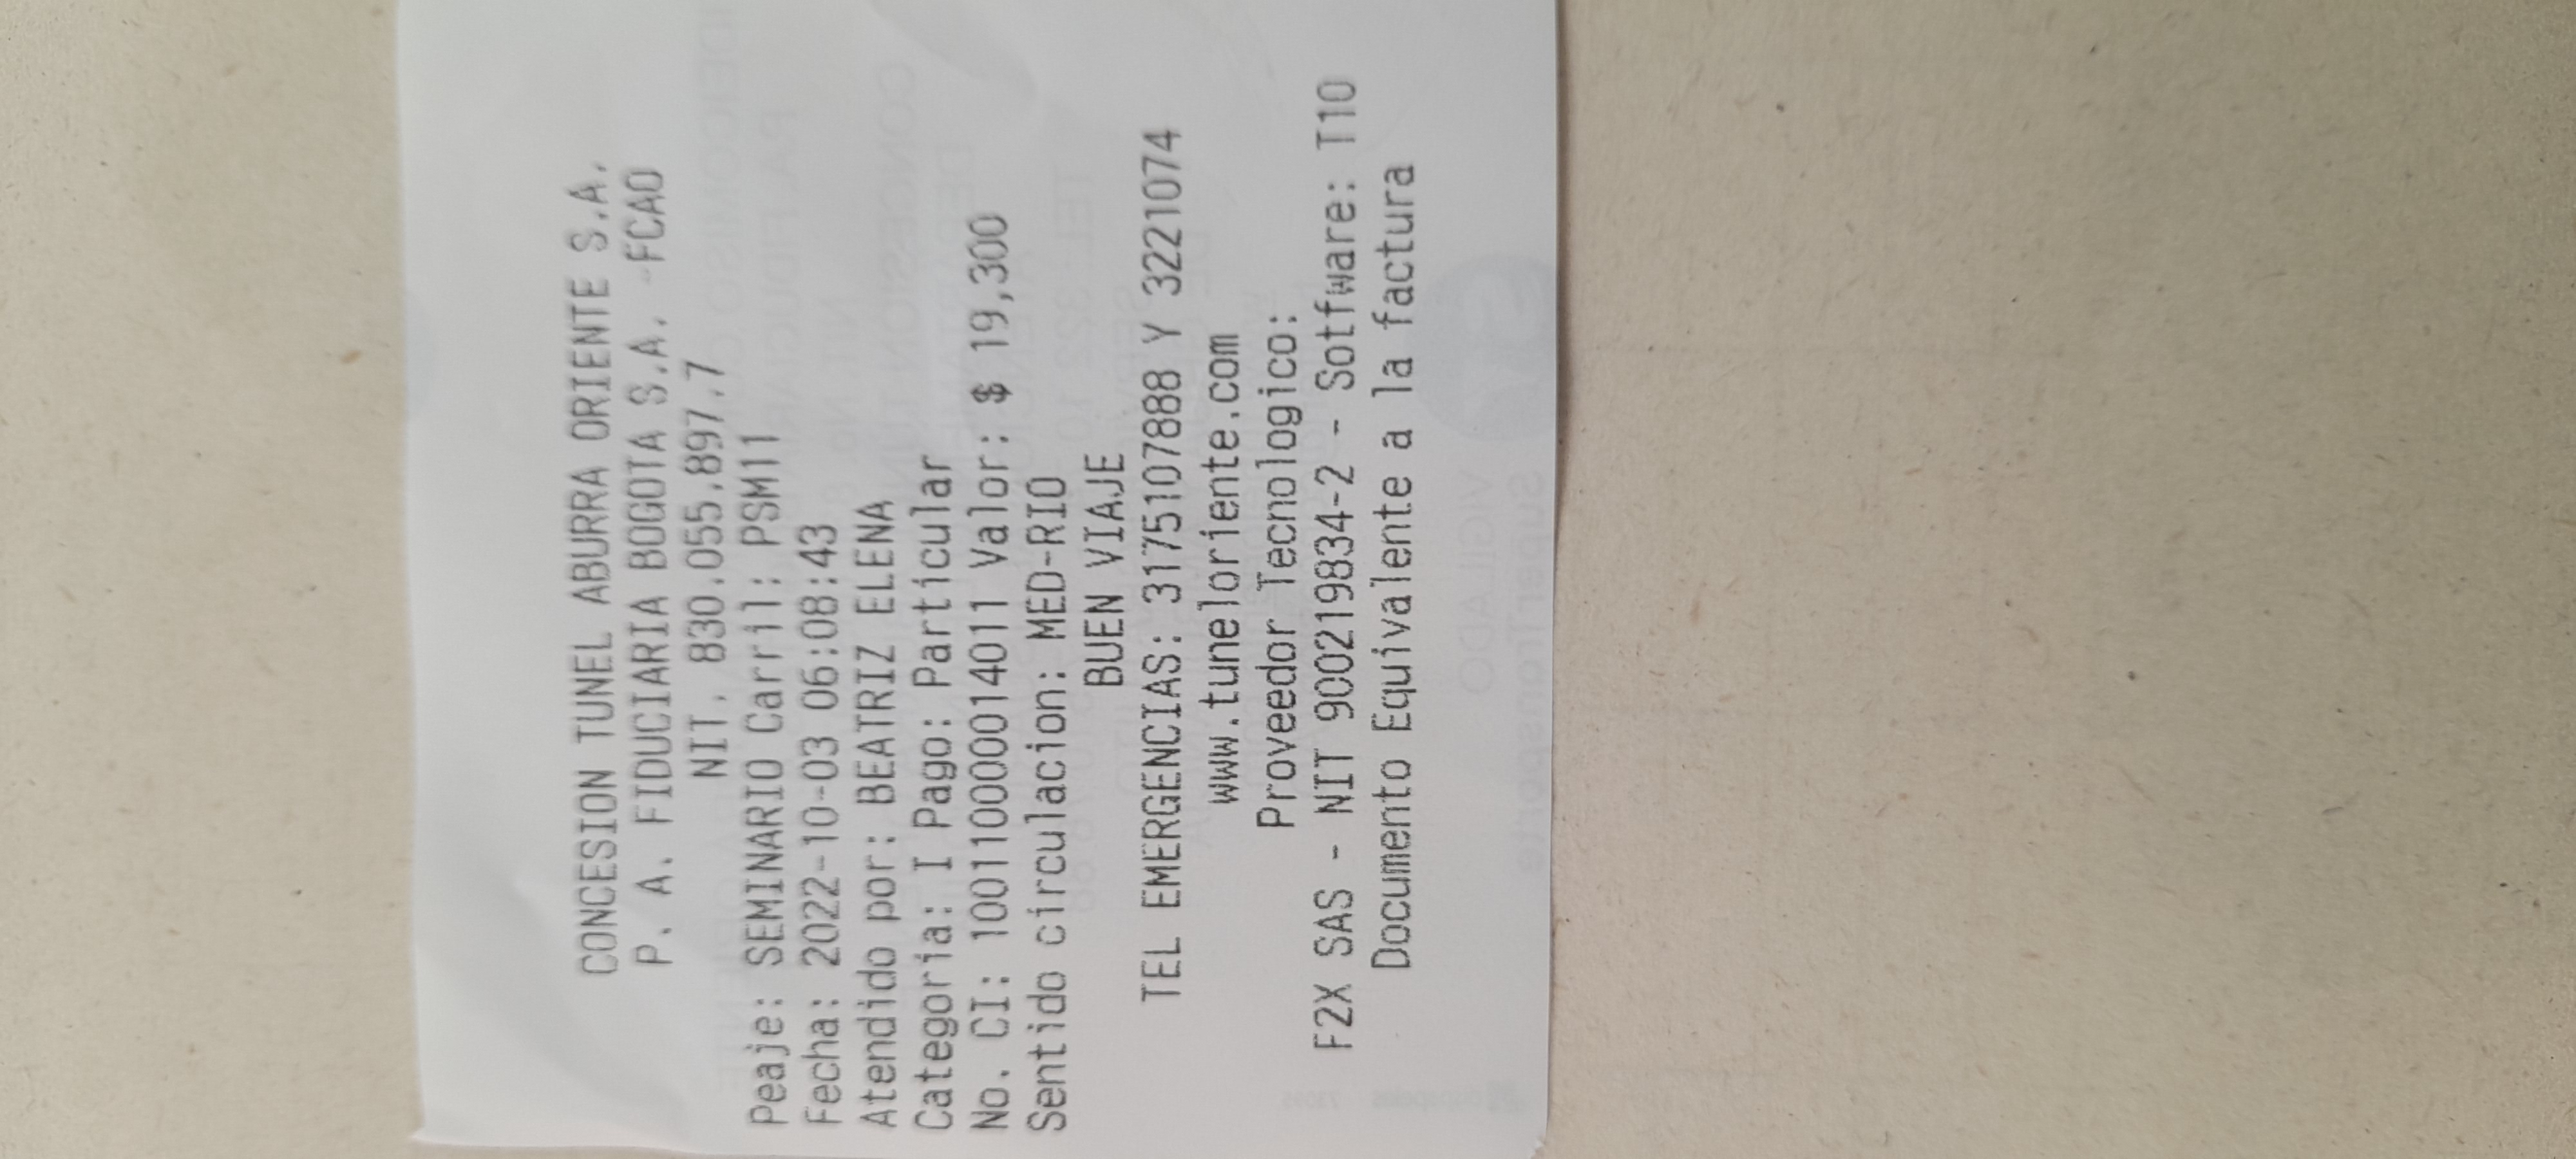 CONCESION TUNEL ABURRA ORIENTE S.A.
P. A. FIDUCIARIA BOGOTA S.A. -FCAO
NIT. 830.055.897.7
Peaje: SEMINARIO Carril: PSM11
Fecha: 2022-10-03 06:08:43
Atendido por: BEATRIZ ELENA
Categoria: I Pago: Particular
No. CI: 100110000014011 Valor: $ 19,300
Sentido circulacion: MED-RIO
BUEN VIAJE
TEL EMERGENCIAS: 3175107888 Y 3221074
www.tuneloriente.com
Proveedor Tecnologico:
F2X SAS - NIT 900219834-2 - Sotfware: T10
Documento Equivalente a la factura